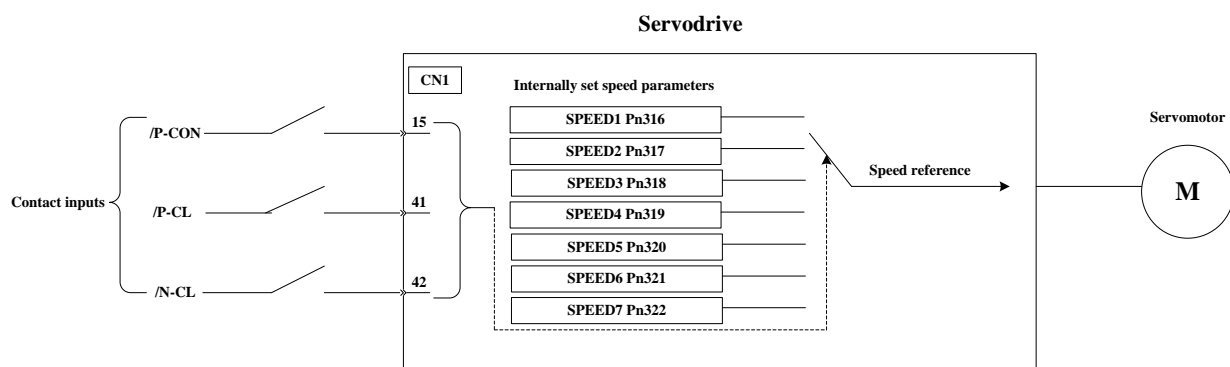 Servodrive
CN1
Internally set speed parameters
/P-CON
15
SPEED1 Pn316
Servomotor
SPEED2 Pn317
Speed reference
SPEED3 Pn318
M
Contact inputs
/P-CL
41
SPEED4 Pn319
SPEED5 Pn320
SPEED6 Pn321
/N-CL
42
SPEED7 Pn322